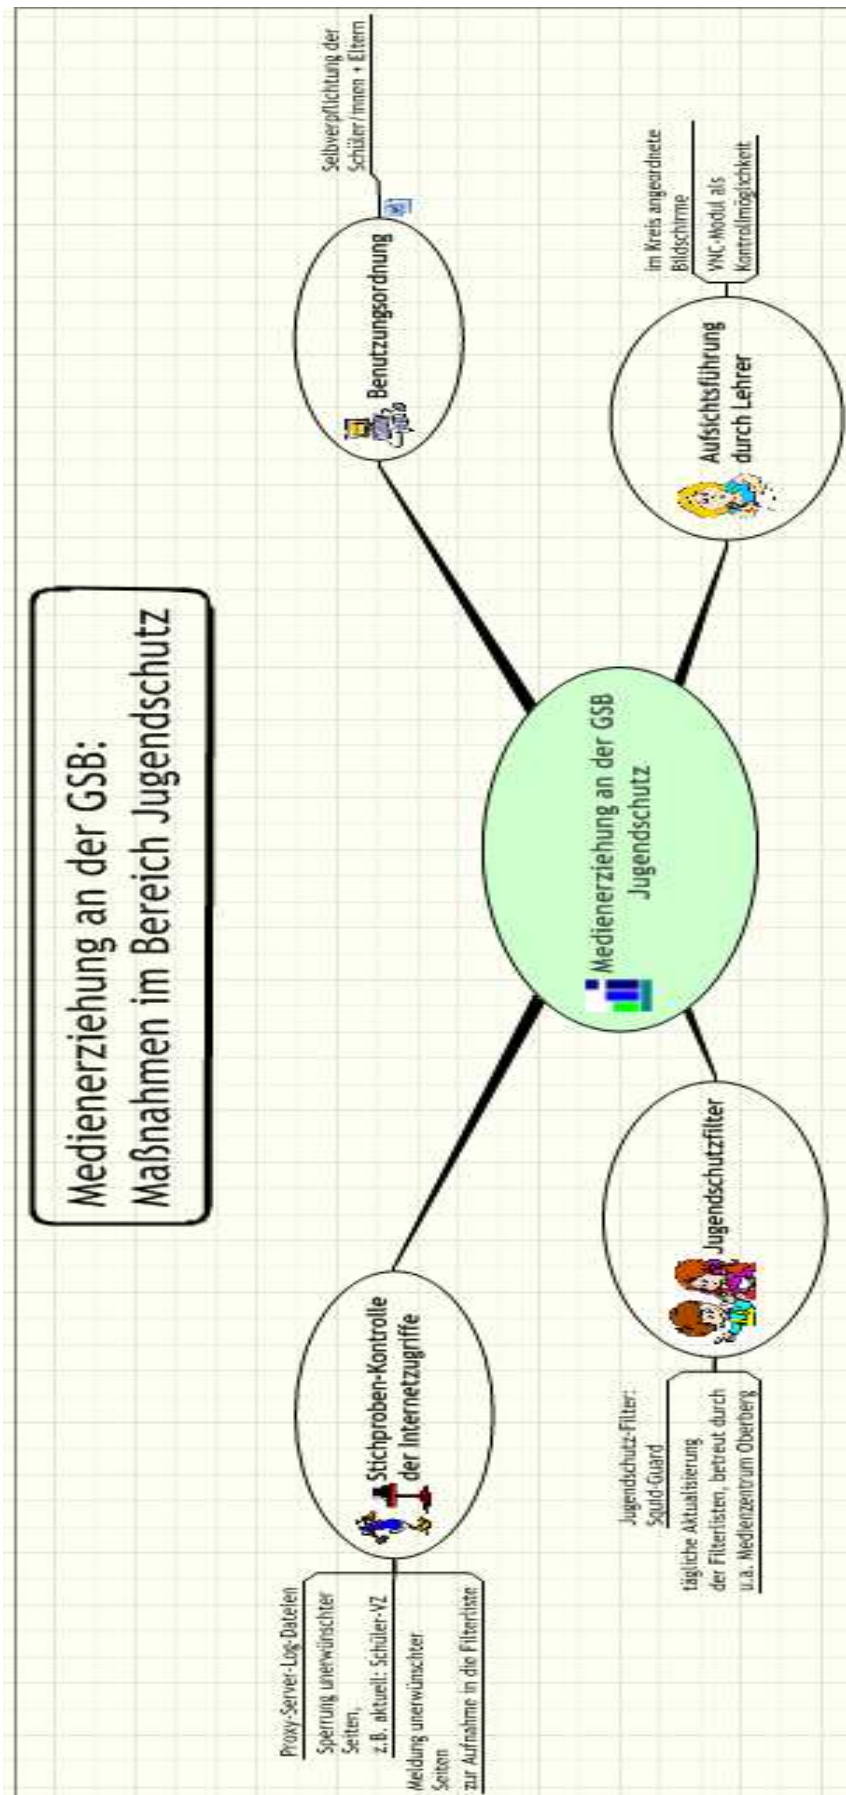 Medienerziehung an der GSB:
Maßnahmen im Bereich Jugendschutz
Medienerziehung an der GSB
Jugendschutz
Stichproben-Kontrolle
der Internetzugriffe
Proxy-Server-Log-Dateien
Sperrung unerwünschter
Seiten,
z.B. aktuell: Schüler-VZ
Meldung unerwünschter
Seiten
zur Aufnahme in die Filterliste
Benutzungsordnung
Selbverpflichtung der
Schüler/innen + Eltern
Jugendschutzfilter
Jugendschutz-Filter:
Squid-Guard
tägliche Aktualisierung
der Filterlisten, betreut durch
u.a. Medienzentrum Oberberg
Aufsichtsführung
durch Lehrer
im Kreis angeordnete
Bildschirme
VNC-Modul als
Kontrollmöglichkeit